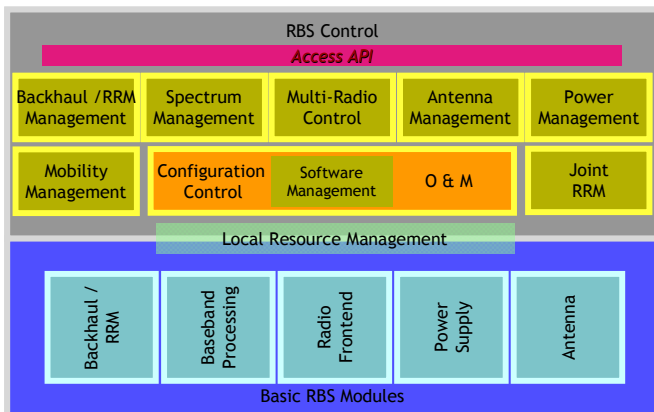 RBS Control
Access API
Backhaul /RRM
Management
Spectrum
Management
Multi-Radio
Control
Antenna
Management
Power
Management
Mobility
Management
Configuration
Control
Software
Management
O & M
Joint
RRM
Local Resource Management
Backhaul /
RRM
Baseband
Processing
Radio
Frontend
Power
Supply
Antenna
Basic RBS Modules